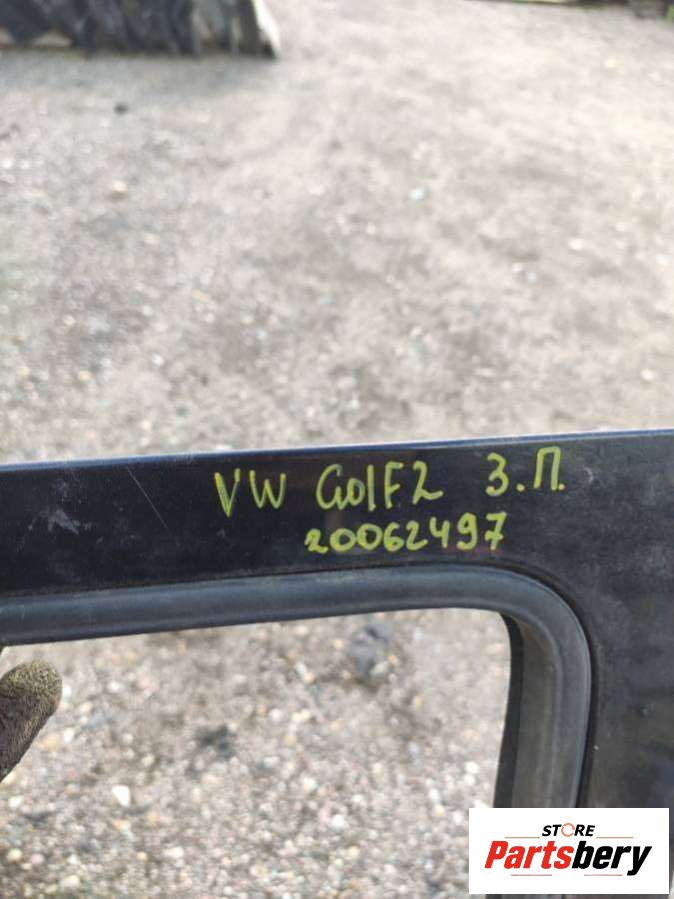 VW Golf2 З.П.
20062497
STORE
Partsbery